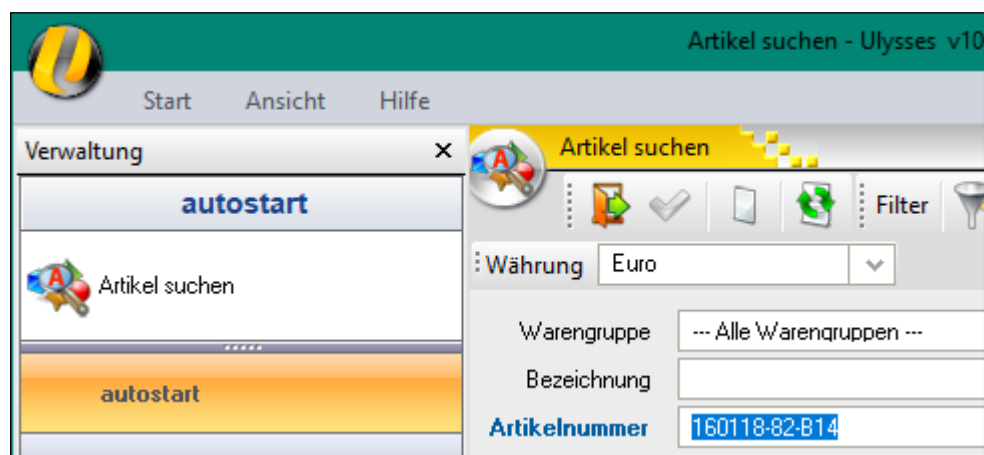 Artikel suchen - Ulysses v10
Start Ansicht Hilfe
Verwaltung
Artikel suchen
autostart
Filter
Artikel suchen
Währung Euro
Warengruppe --- Alle Warengruppen ---
autostart
Bezeichnung
Artikelnummer 160118-82-B14